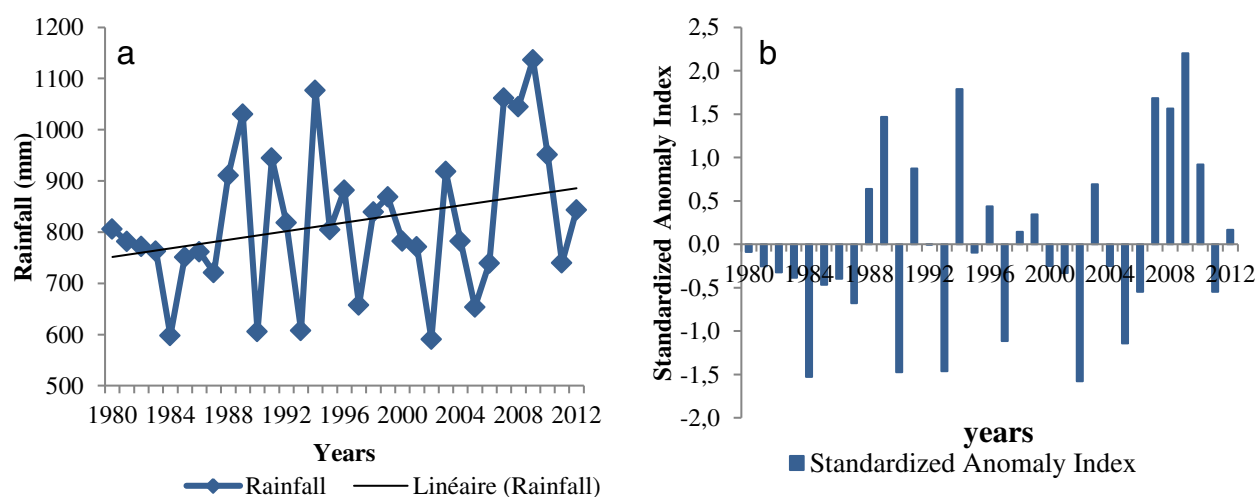 a
1200
1100
1000
900
800
700
600
500
Rainfall (mm)
1980 1984 1988 1992 1996 2000 2004 2008 2012
Years
Rainfall Linéaire (Rainfall)
b
2,5
2,0
1,5
1,0
0,5
0,0
-0,5
-1,0
-1,5
-2,0
Standardized Anomaly Index
1980 1984 1988 1992 1996 2000 2004 2008 2012
years
Standardized Anomaly Index